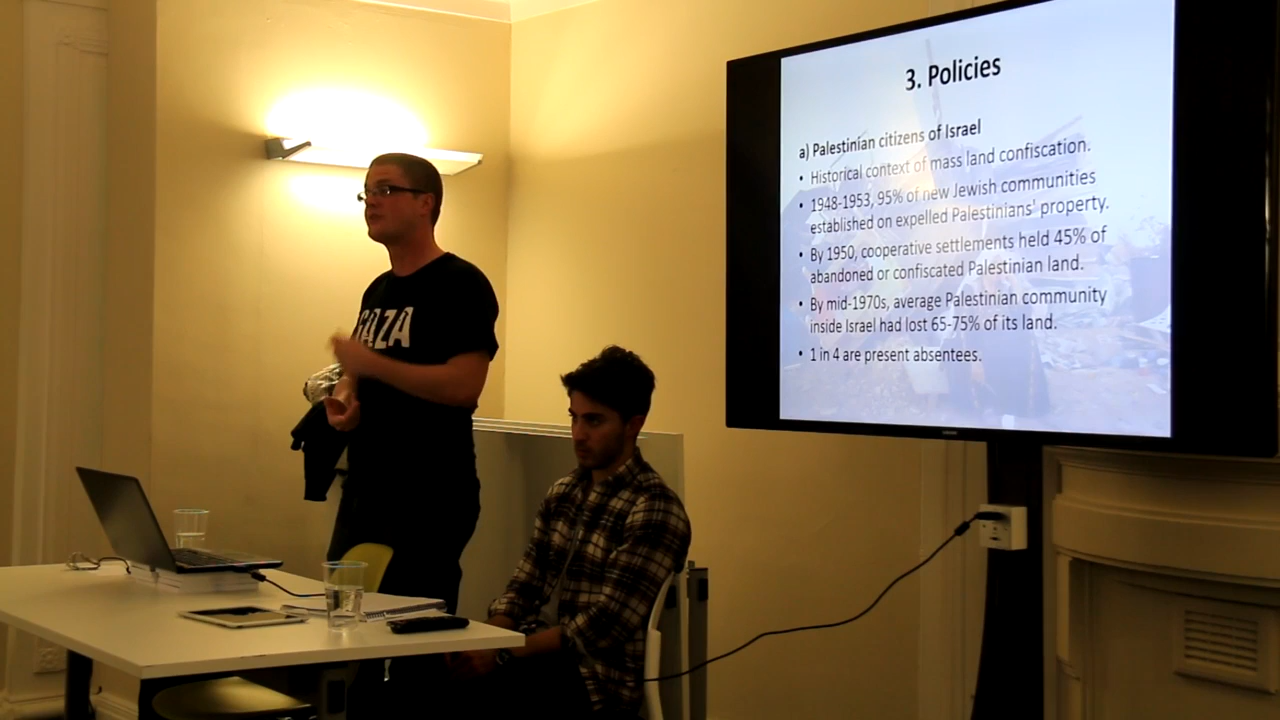 3. Policies
a) Palestinian citizens of Israel
• Historical context of mass land confiscation.
• 1948-1953, 95% of new Jewish communities
established on expelled Palestinians' property.
• By 1950, cooperative settlements held 45% of
abandoned or confiscated Palestinian land.
• By mid-1970s, average Palestinian community
inside Israel had lost 65-75% of its land.
• 1 in 4 are present absentees.
GAZA